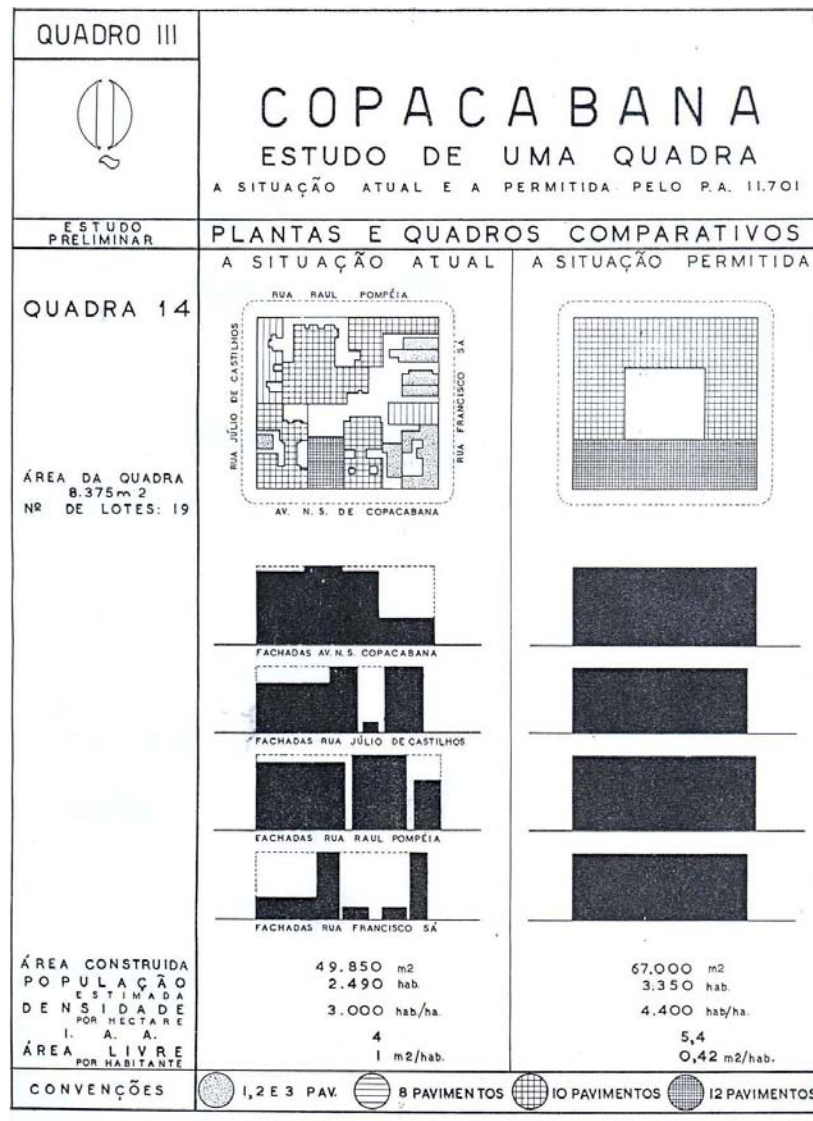 QUADRO III
COPACABANA
ESTUDO DE UMA QUADRA
A SITUAÇÃO ATUAL E A PERMITIDA PELO P.A. 11.701
ESTUDO
PRELIMINAR
PLANTAS E QUADROS COMPARATIVOS
A SITUAÇÃO ATUAL
A SITUAÇÃO PERMITIDA
QUADRA 14
ÁREA DA QUADRA
8.375m2
Nº DE LOTES: 19
RUA RAUL POMPÉIA
RUA JÚLIO DE CASTILHOS
RUA FRANCISCO SÁ
AV. N. S. DE COPACABANA
FACHADAS AV. N. S. COPACABANA
FACHADAS RUA JÚLIO DE CASTILHOS
FACHADAS RUA RAUL POMPÉIA
FACHADAS RUA FRANCISCO SÁ
ÁREA CONSTRUIDA 49.850 m2 67.000 m2
POPULAÇÃO 2.490 hab. 3.350 hab.
ESTIMADA
DENSIDADE 3.000 hab/ha. 4.400 hab/ha.
POR HECTARE
I. A. A. 4 5,4
ÁREA LIVRE 1 m2/hab. 0,42 m2/hab.
POR HABITANTE
CONVENÇÕES 1,2 E 3 PAV. 8 PAVIMENTOS 10 PAVIMENTOS 12 PAVIMENTOS